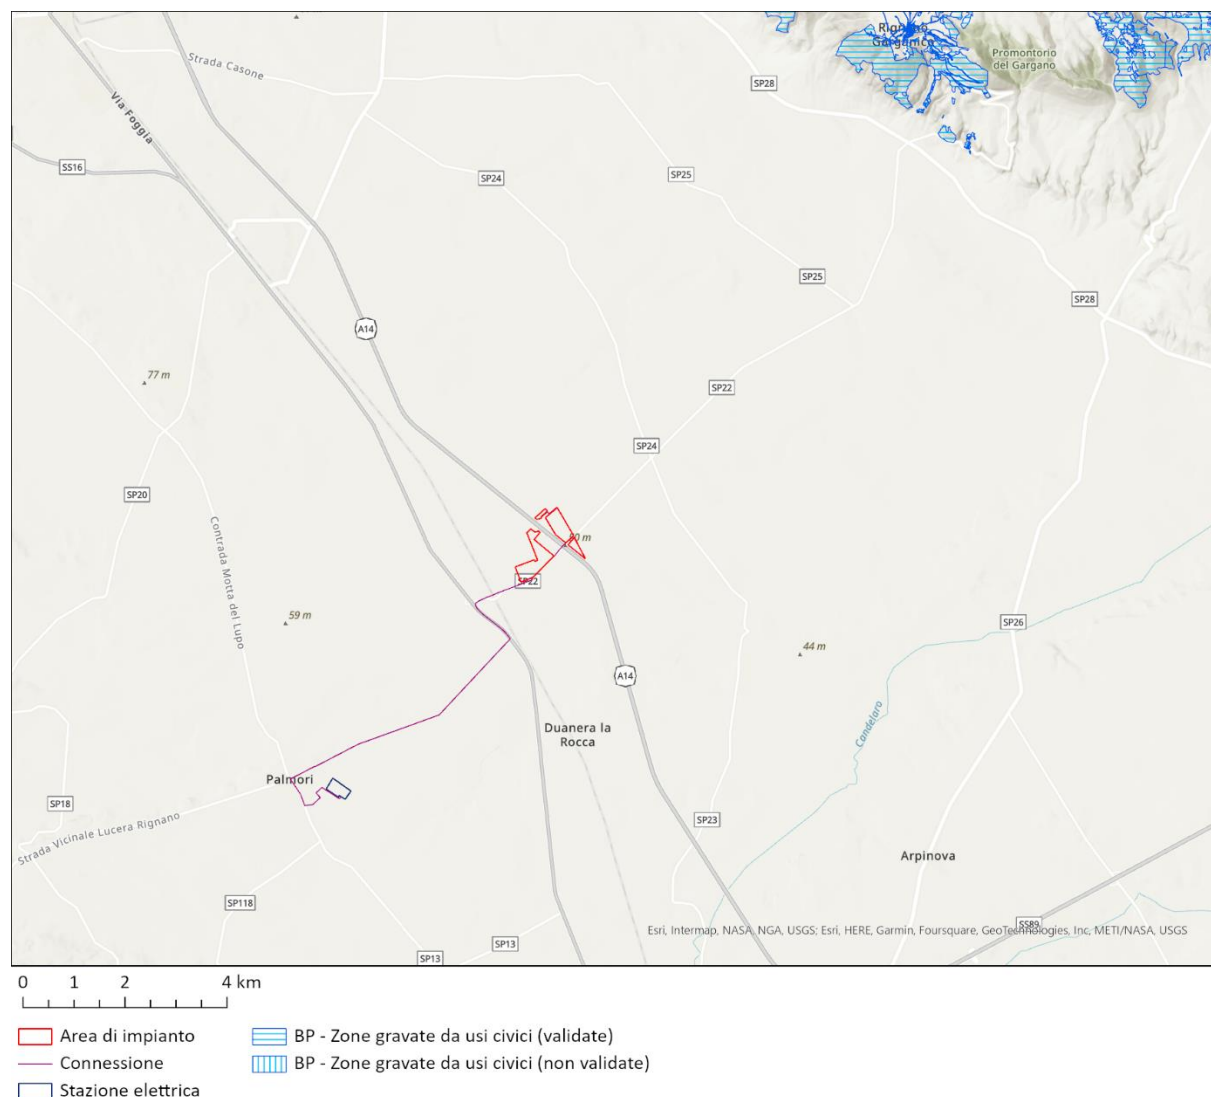 Rignano
Garganico
Promontorio
del Gargano
Strada Casone
SP28
Via Foggia
SS16
SP24
SP25
SP25
SP28
A14
77 m
SP22
SP24
SP20
Contrada Motta del Lupo
SP22
59 m
SP26
44 m
A14
Candelaro
Duanera la
Rocca
Palmori
SP18
SP23
Strada Vicinale Lucera Rignano
Arpinova
SP118
SS89
SP13
SP13
Esri, Intermap, NASA, NGA, USGS; Esri, HERE, Garmin, Foursquare, GeoTechnologies, Inc, METI/NASA, USGS
0 1 2 4 km
Area di impianto
Connessione
Stazione elettrica
BP - Zone gravate da usi civici (validate)
BP - Zone gravate da usi civici (non validate)